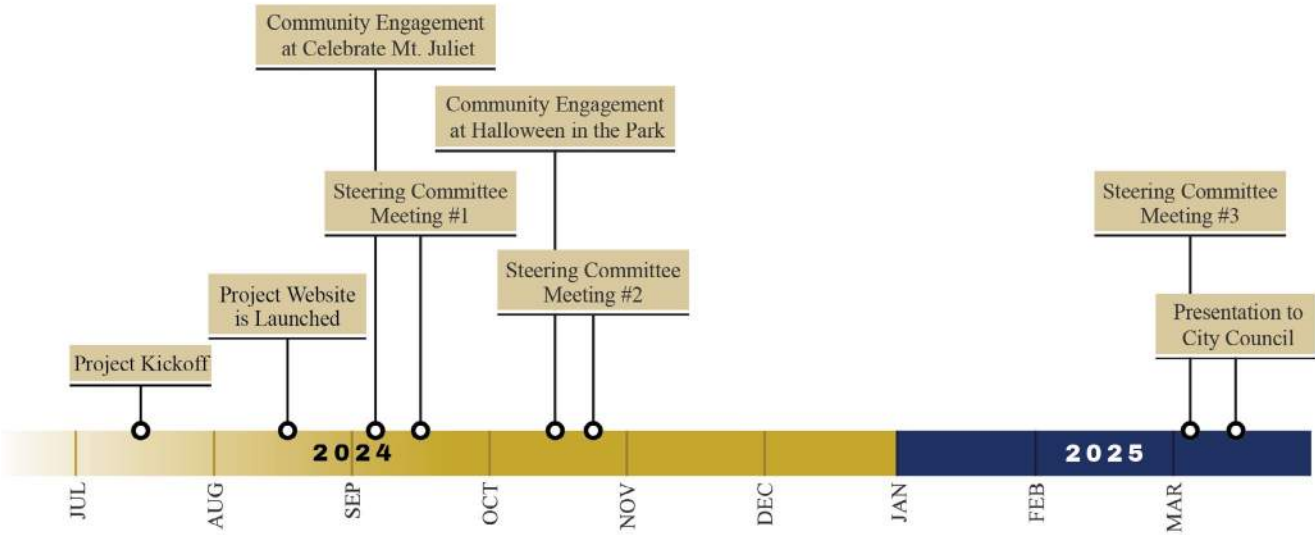 Community Engagement
at Celebrate Mt. Juliet
Community Engagement
at Halloween in the Park
Steering Committee
Meeting #1
Steering Committee
Meeting #3
Steering Committee
Meeting #2
Project Website
is Launched
Presentation to
City Council
Project Kickoff
2024
2025
JUL
AUG
SEP
OCT
NOV
DEC
JAN
FEB
MAR